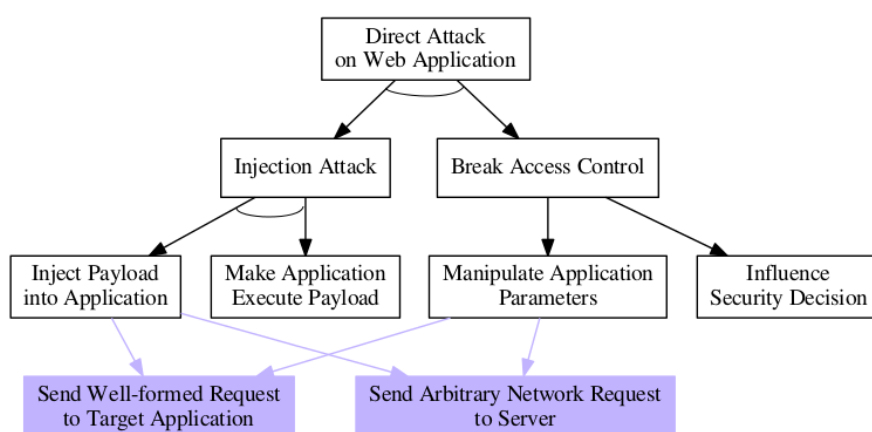 Direct Attack
on Web Application
Injection Attack
Break Access Control
Inject Payload
into Application
Make Application
Execute Payload
Manipulate Application
Parameters
Influence
Security Decision
Send Well-formed Request
to Target Application
Send Arbitrary Network Request
to Server